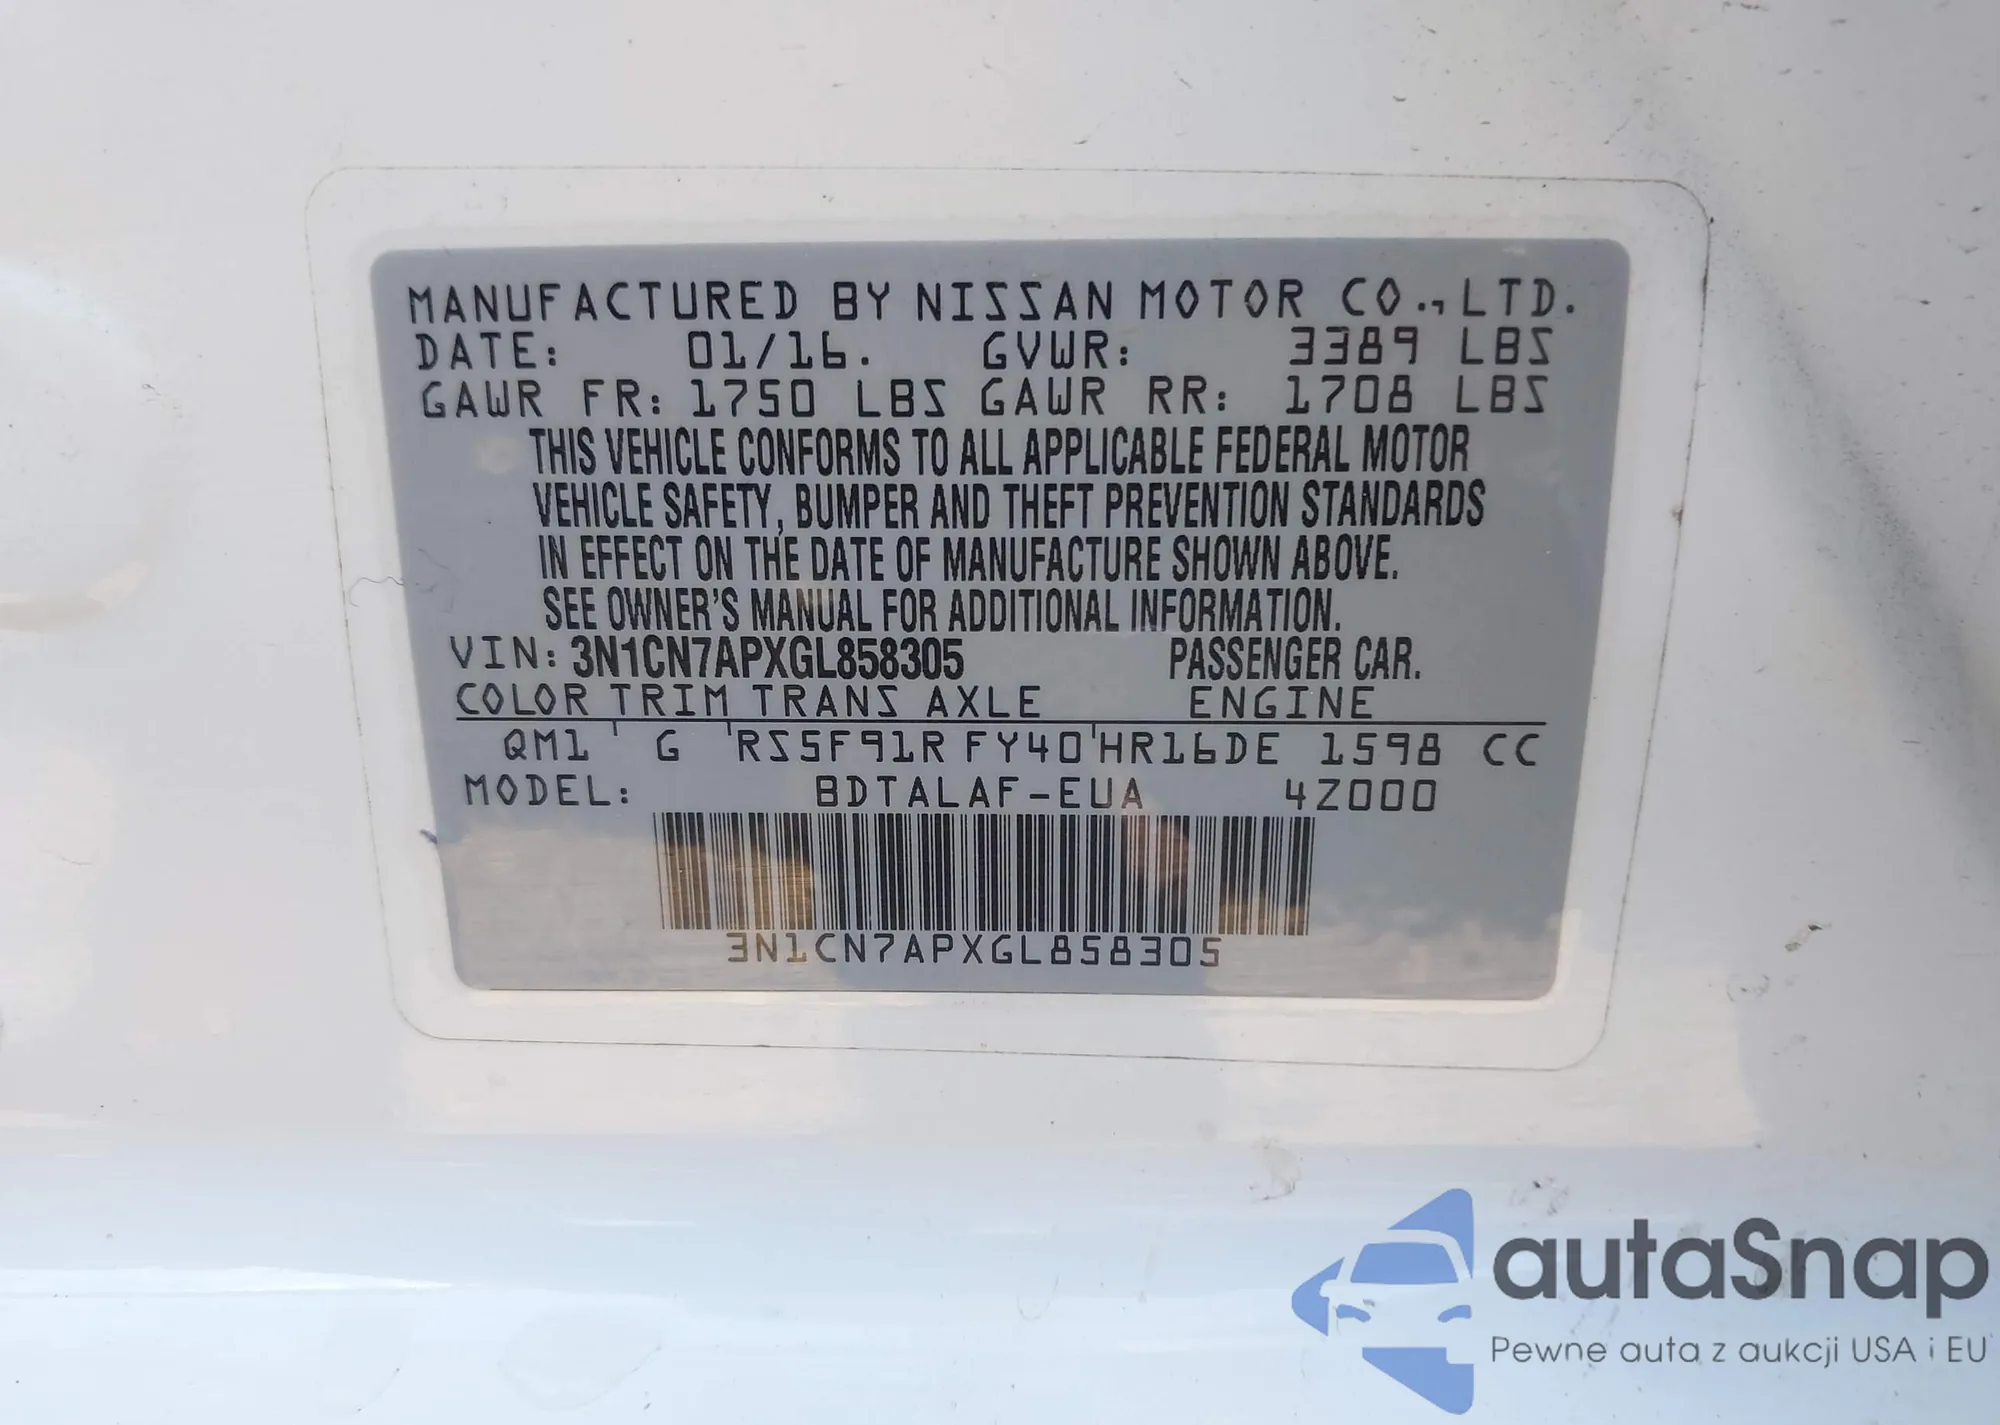 MANUFACTURED BY NISSAN MOTOR CO., LTD.
DATE: 01/16. GVWR: 3389 LBS
GAWR FR: 1750 LBS GAWR RR: 1708 LBS
THIS VEHICLE CONFORMS TO ALL APPLICABLE FEDERAL MOTOR
VEHICLE SAFETY, BUMPER AND THEFT PREVENTION STANDARDS
IN EFFECT ON THE DATE OF MANUFACTURE SHOWN ABOVE.
SEE OWNER'S MANUAL FOR ADDITIONAL INFORMATION.
VIN: 3N1CN7APXGL858305 PASSENGER CAR.
COLOR TRIM TRANS AXLE ENGINE
QM1 G RS5F91R FY40 HR16DE 1598 CC
MODEL: BDTALAF-EUA 4Z000
3N1CN7APXGL858305
autaSnap
Pewne auta z aukcji USA i EU